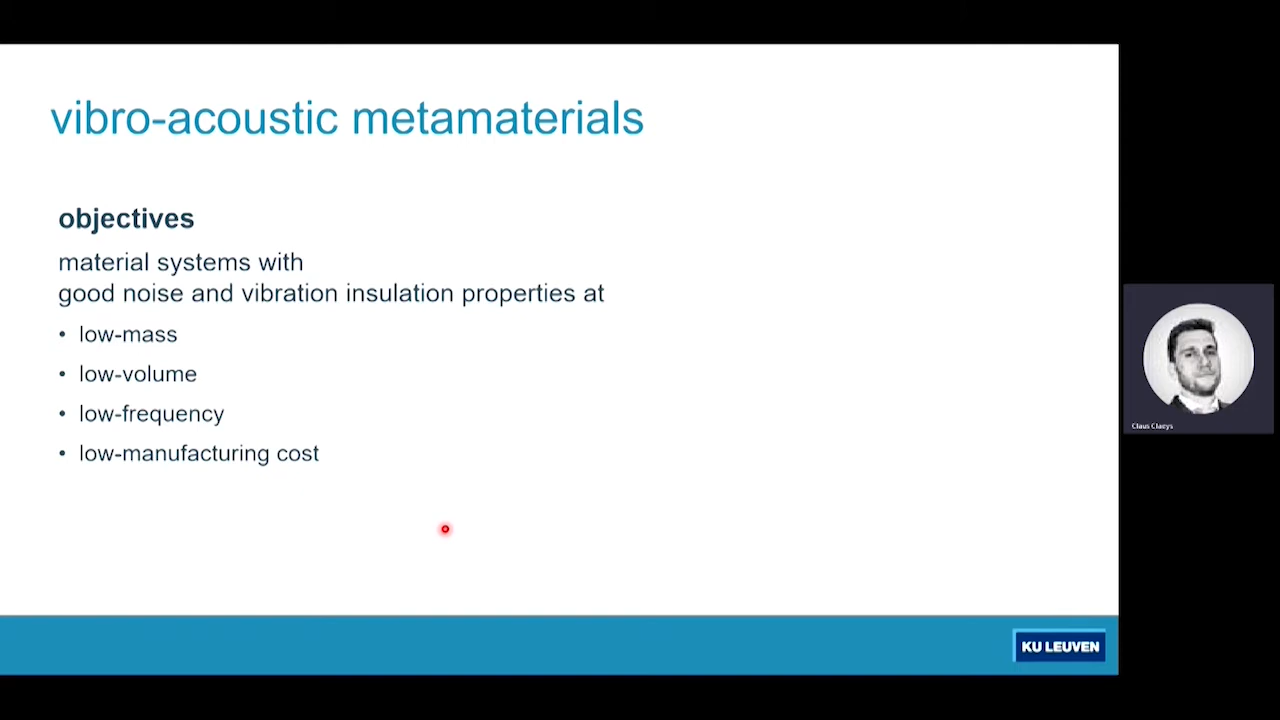 vibro-acoustic metamaterials
objectives
material systems with
good noise and vibration insulation properties at
• low-mass
• low-volume
• low-frequency
• low-manufacturing cost
Claus Claeys
KU LEUVEN